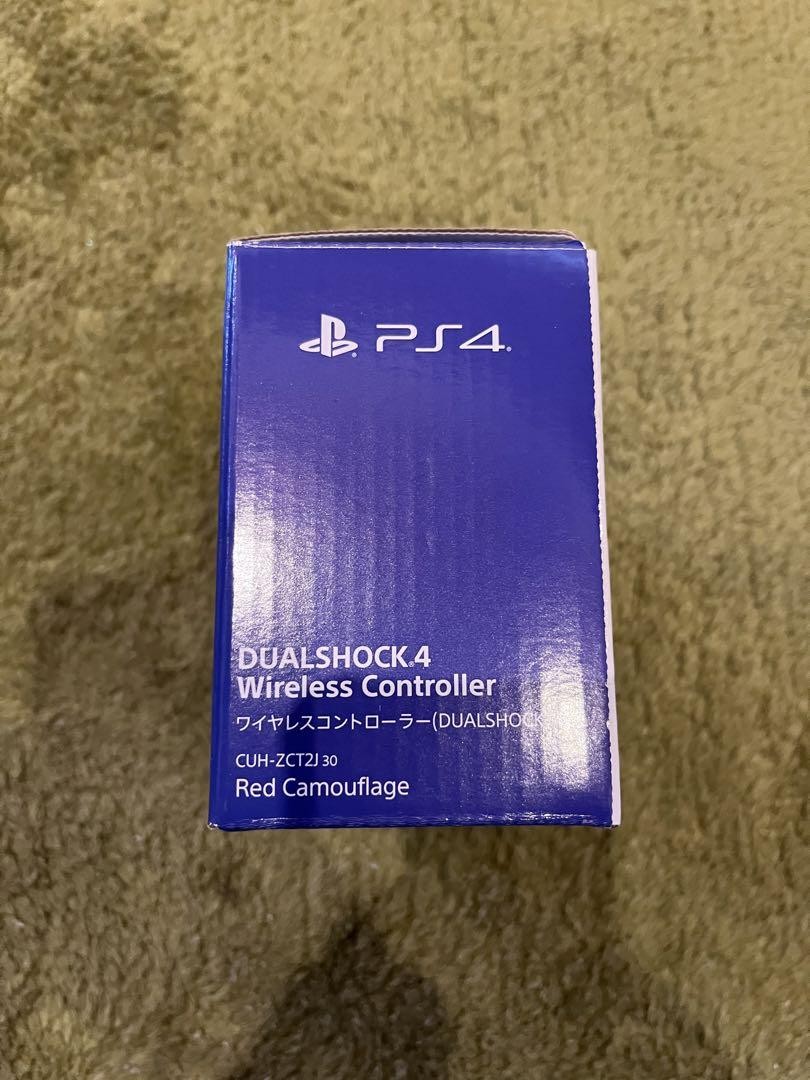 PS4®
DUALSHOCK®4
Wireless Controller
ワイヤレスコントローラー(DUALSHOCK
CUH-ZCT2J 30
Red Camouflage